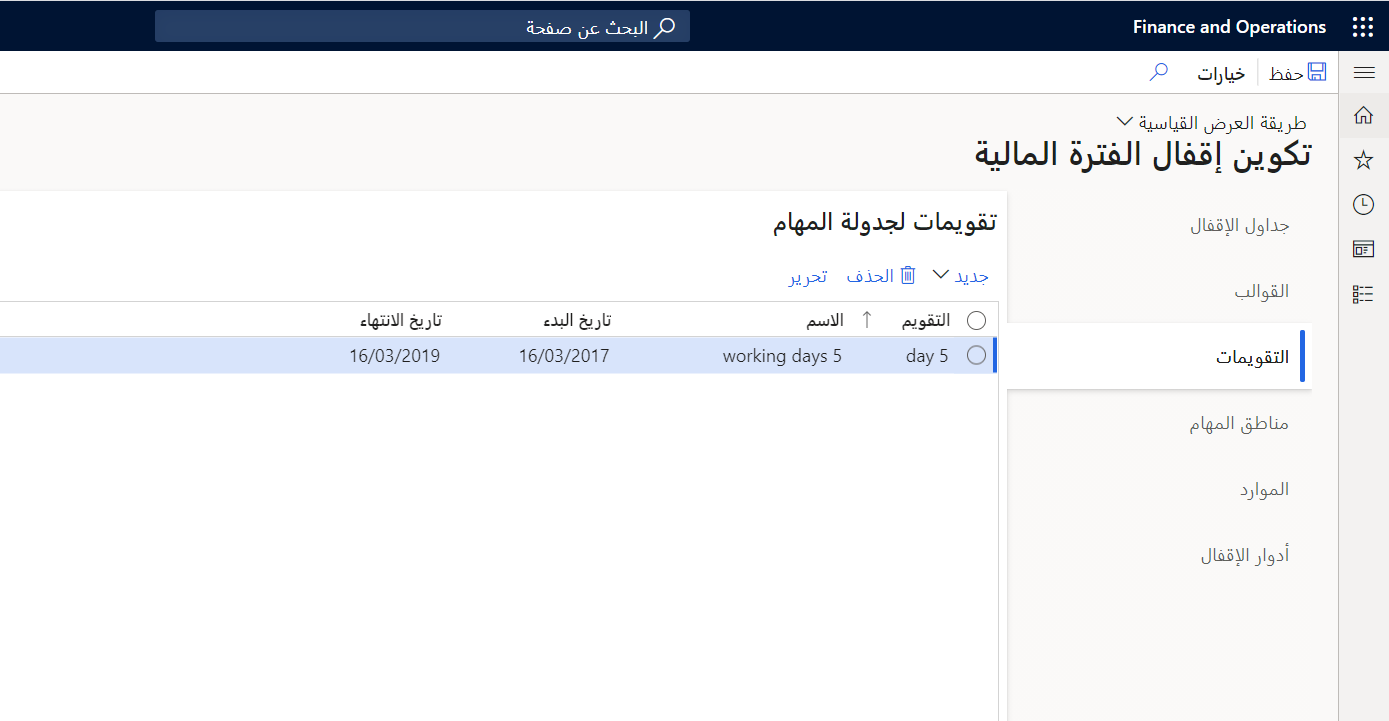 Finance and Operations
البحث عن صفحة
حفظ
خيارات
طريقة العرض القياسية
تكوين إقفال الفترة المالية
جداول الإقفال
القوالب
التقويمات
مناطق المهام
الموارد
أدوار الإقفال
تقويمات لجدولة المهام
جديد الحذف تحرير
التقويم الاسم تاريخ البدء تاريخ الانتهاء
5 day 5 working days 16/03/2017 16/03/2019